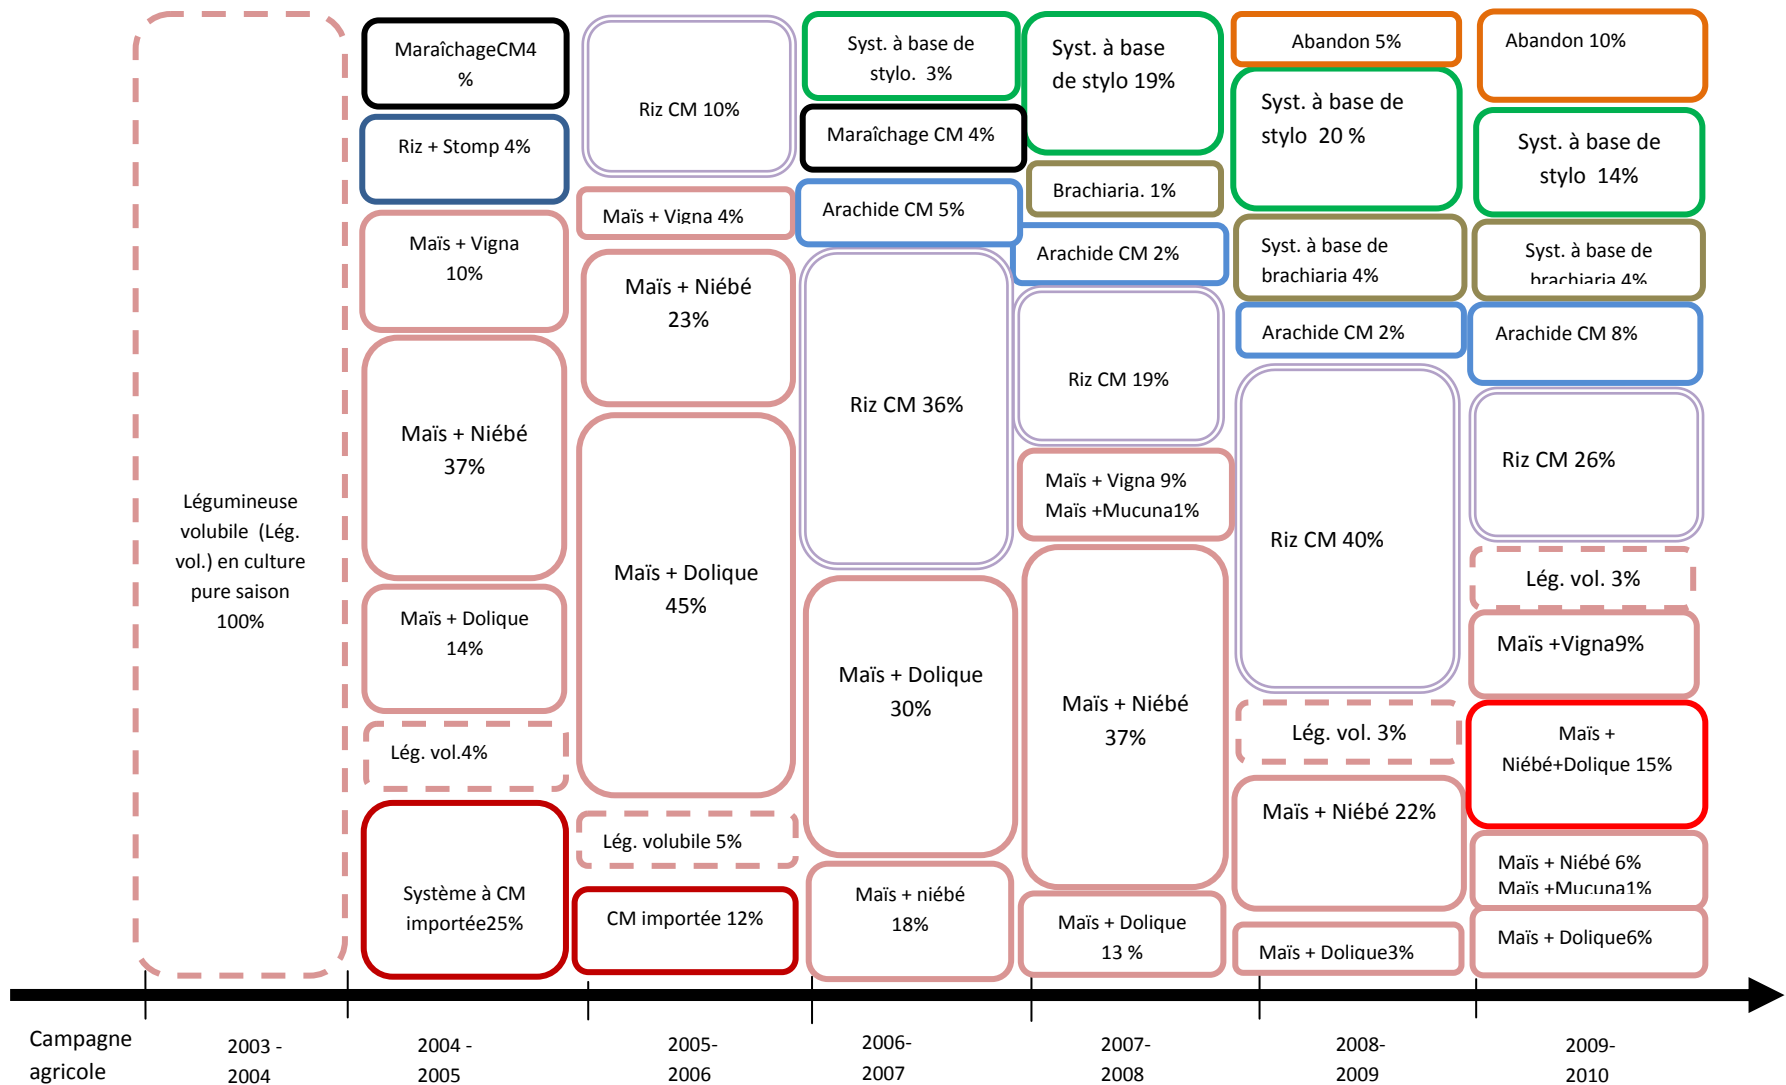 Légumineuse
volubile (Lég.
vol.) en culture
pure saison
100%
MaraîchageCM4
%
Riz + Stomp 4%
Maïs + Vigna
10%
Maïs + Niébé
37%
Maïs + Dolique
14%
Lég. vol.4%
Système à CM
importée25%
Riz CM 10%
Maïs + Vigna 4%
Maïs + Niébé
23%
Maïs + Dolique
45%
Lég. volubile 5%
CM importée 12%
Syst. à base de
stylo. 3%
Maraîchage CM 4%
Arachide CM 5%
Riz CM 36%
Maïs + Dolique
30%
Maïs + niébé
18%
Syst. à base
de stylo 19%
Brachiaria. 1%
Arachide CM 2%
Riz CM 19%
Maïs + Vigna 9%
Maïs +Mucuna1%
Maïs + Niébé
37%
Maïs + Dolique
13 %
Abandon 5%
Syst. à base de
stylo 20 %
Syst. à base de
brachiaria 4%
Arachide CM 2%
Riz CM 40%
Lég. vol. 3%
Maïs + Niébé 22%
Maïs + Dolique3%
Abandon 10%
Syst. à base de
stylo 14%
Syst. à base de
brachiaria 4%
Arachide CM 8%
Riz CM 26%
Lég. vol. 3%
Maïs +Vigna9%
Maïs +
Niébé+Dolique 15%
Maïs + Niébé 6%
Maïs +Mucuna1%
Maïs + Dolique6%
Campagne
agricole
2003 -
2004
2004 -
2005
2005-
2006
2006-
2007
2007-
2008
2008-
2009
2009-
2010